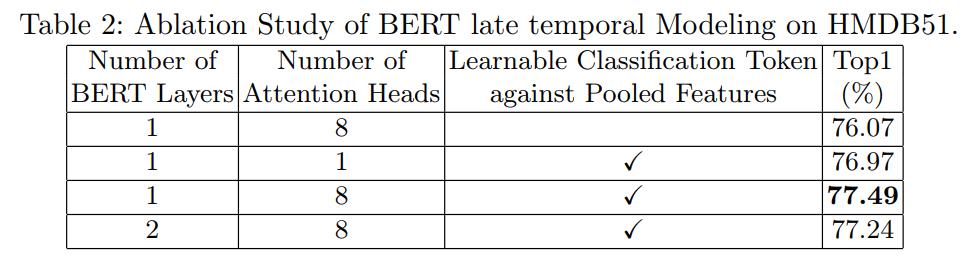 Table 2: Ablation Study of BERT late temporal Modeling on HMDB51.
Number of BERT Layers | Number of Attention Heads | Learnable Classification Token against Pooled Features | Top1 (%)
1 | 8 | | 76.07
1 | 1 | ✓ | 76.97
1 | 8 | ✓ | 77.49
2 | 8 | ✓ | 77.24